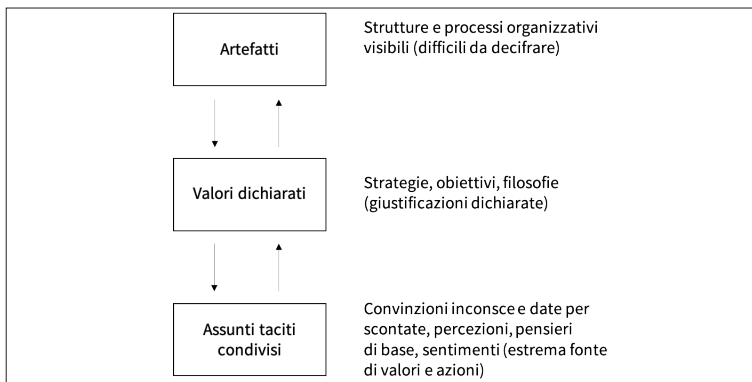 Artefatti
Strutture e processi organizzativi
visibili (difficili da decifrare)
Valori dichiarati
Strategie, obiettivi, filosofie
(giustificazioni dichiarate)
Assunti taciti
condivisi
Convinzioni inconsce e date per
scontate, percezioni, pensieri
di base, sentimenti (estrema fonte
di valori e azioni)